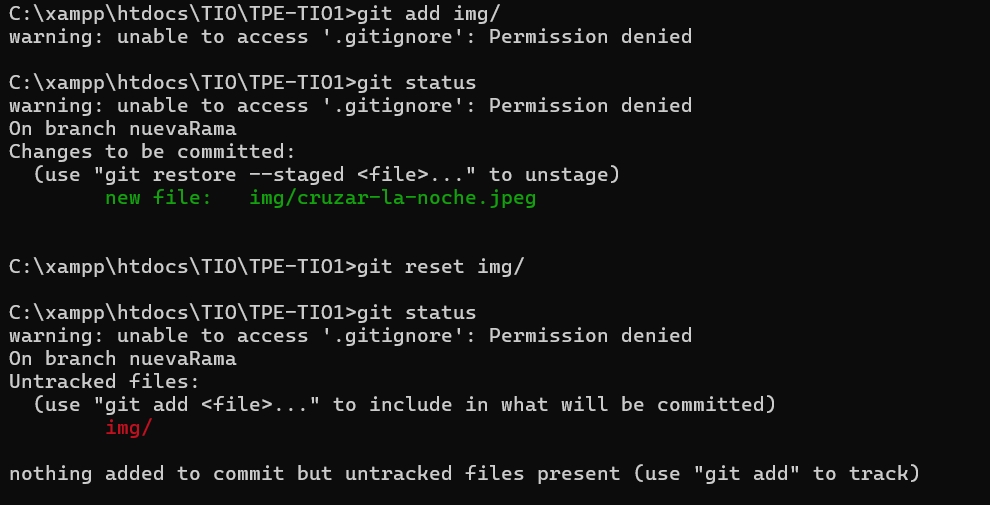 C:\xampp\htdocs\TIO\TPE-TIO1>git add img/
warning: unable to access '.gitignore': Permission denied
C:\xampp\htdocs\TIO\TPE-TIO1>git status
warning: unable to access '.gitignore': Permission denied
On branch nuevaRama
Changes to be committed:
  (use "git restore --staged <file>..." to unstage)
        new file:   img/cruzar-la-noche.jpeg
C:\xampp\htdocs\TIO\TPE-TIO1>git reset img/
C:\xampp\htdocs\TIO\TPE-TIO1>git status
warning: unable to access '.gitignore': Permission denied
On branch nuevaRama
Untracked files:
  (use "git add <file>..." to include in what will be committed)
        img/
nothing added to commit but untracked files present (use "git add" to track)